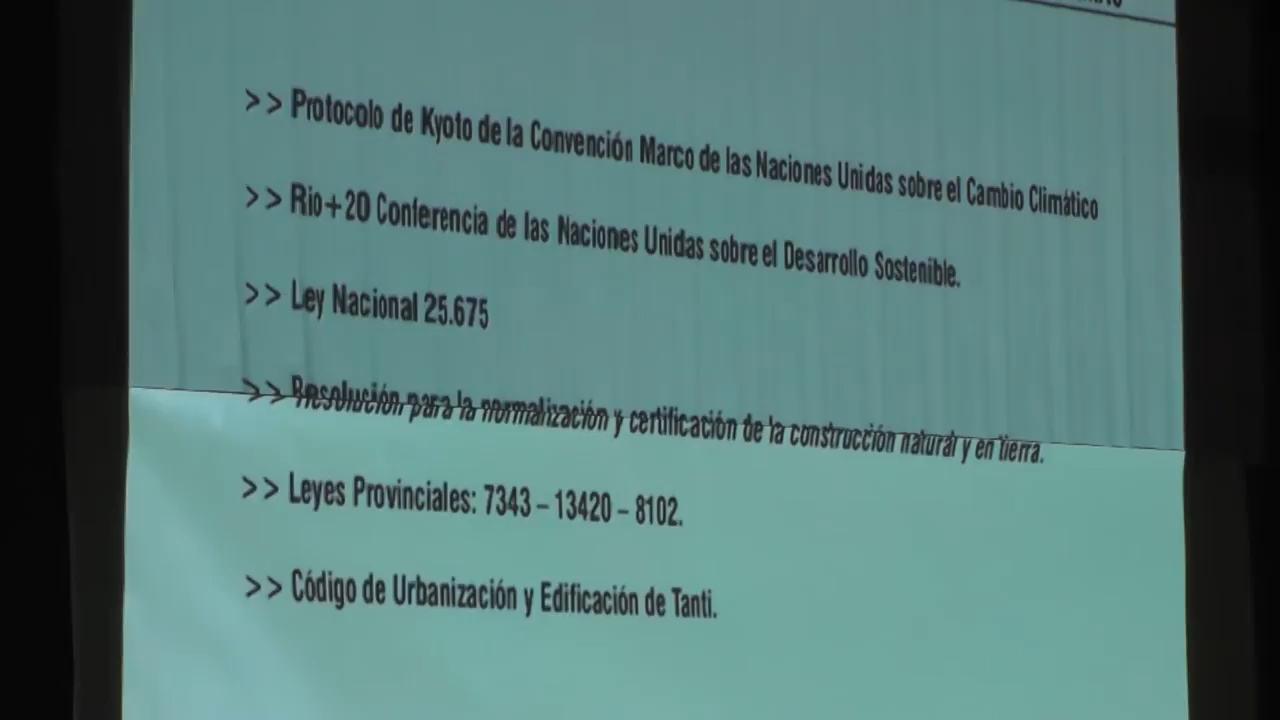 >> Protocolo de Kyoto de la Convención Marco de las Naciones Unidas sobre el Cambio Climático
>> Rio+20 Conferencia de las Naciones Unidas sobre el Desarrollo Sostenible.
>> Ley Nacional 25.675
>> Resolución para la normalización y certificación de la construcción natural y en tierra.
>> Leyes Provinciales: 7343 – 13420 – 8102.
>> Código de Urbanización y Edificación de Tanti.